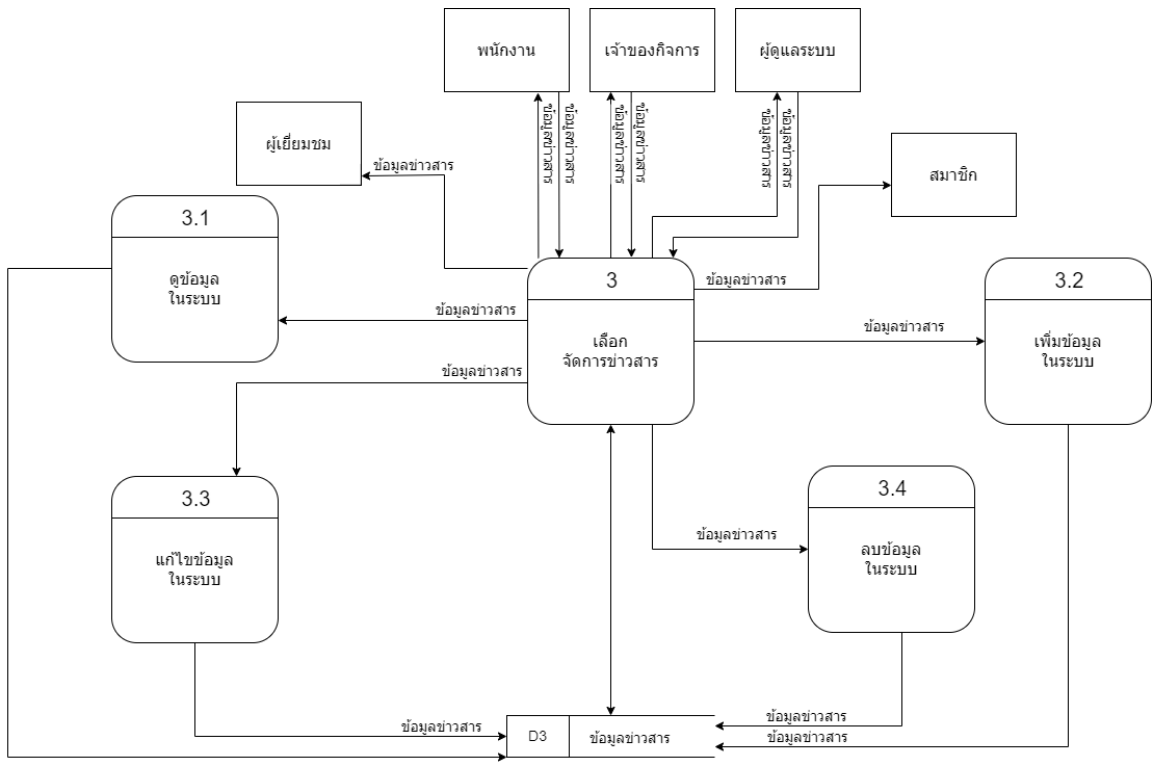 พนักงาน
เจ้าของกิจการ
ผู้ดูแลระบบ
ข้อมูลข่าวสาร
ข้อมูลข่าวสาร
ข้อมูลข่าวสาร
ข้อมูลข่าวสาร
ข้อมูลข่าวสาร
ข้อมูลข่าวสาร
ผู้เยี่ยมชม
ข้อมูลข่าวสาร
สมาชิก
3.1
ดูข้อมูล
ในระบบ
3
เลือก
จัดการข่าวสาร
ข้อมูลข่าวสาร
3.2
เพิ่มข้อมูล
ในระบบ
ข้อมูลข่าวสาร
ข้อมูลข่าวสาร
ข้อมูลข่าวสาร
3.3
แก้ไขข้อมูล
ในระบบ
3.4
ลบข้อมูล
ในระบบ
ข้อมูลข่าวสาร
ข้อมูลข่าวสาร
D3
ข้อมูลข่าวสาร
ข้อมูลข่าวสาร
ข้อมูลข่าวสาร